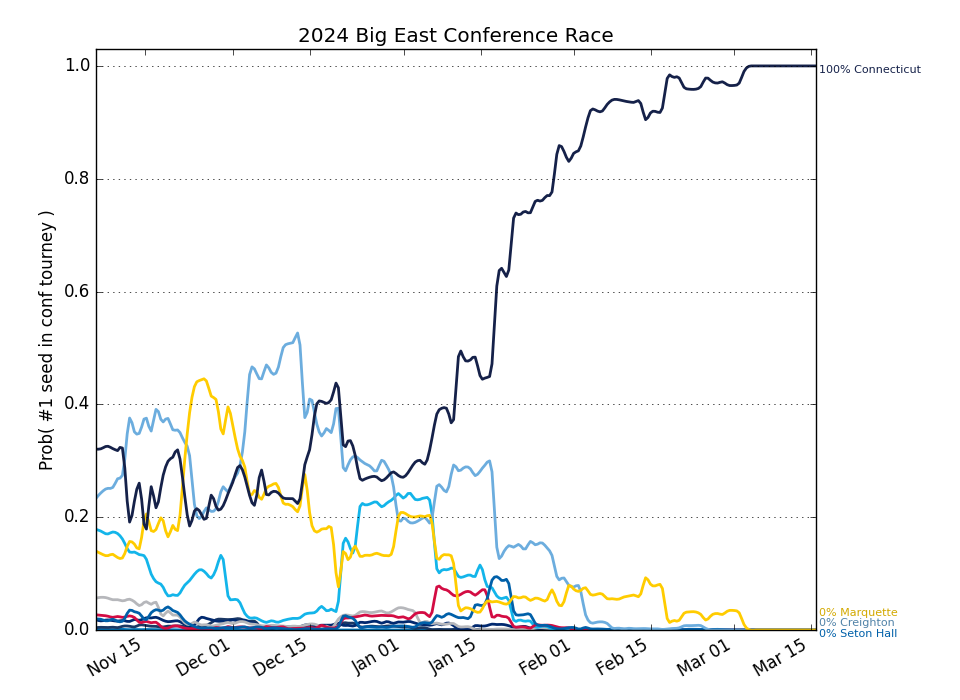 2024 Big East Conference Race
Prob( #1 seed in conf tourney )
1.0
0.8
0.6
0.4
0.2
0.0
100% Connecticut
0% Marquette
0% Creighton
0% Seton Hall
Nov 15
Dec 01
Dec 15
Jan 01
Jan 15
Feb 01
Feb 15
Mar 01
Mar 15